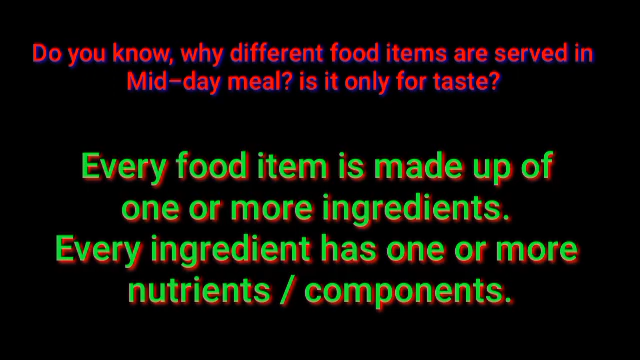 Do you know, why different food items are served in
Mid–day meal? is it only for taste?
Every food item is made up of
one or more ingredients.
Every ingredient has one or more
nutrients / components.